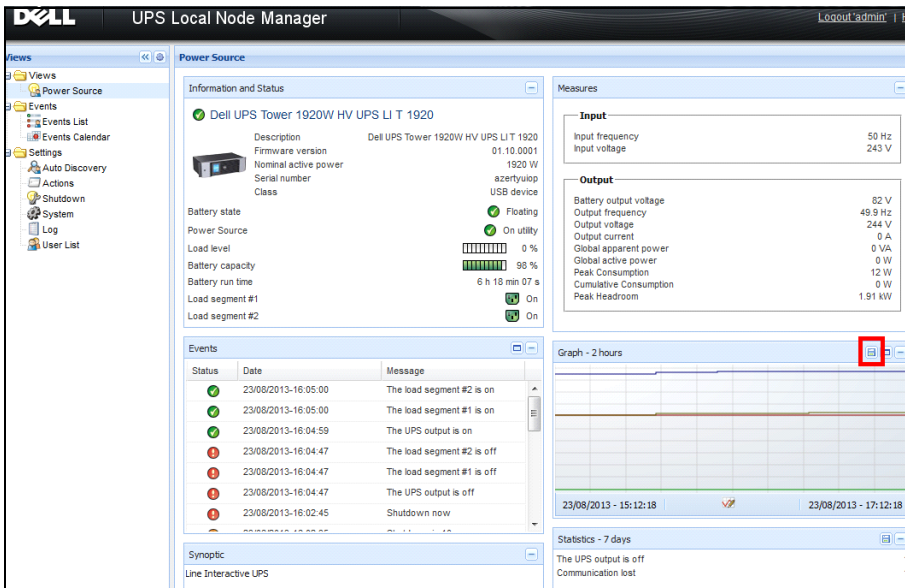 DELL UPS Local Node Manager
Logout 'admin' |
Views
Views
Power Source
Events
Events List
Events Calendar
Settings
Auto Discovery
Actions
Shutdown
System
Log
User List
Power Source
Information and Status
Dell UPS Tower 1920W HV UPS LI T 1920
Description Dell UPS Tower 1920W HV UPS LI T 1920
Firmware version 01.10.0001
Nominal active power 1920 W
Serial number azertyuiop
Class USB device
Battery state Floating
Power Source On utility
Load level 0 %
Battery capacity 98 %
Battery run time 6 h 18 min 07 s
Load segment #1 On
Load segment #2 On
Measures
Input
Input frequency 50 Hz
Input voltage 243 V
Output
Battery output voltage 82 V
Output frequency 49.9 Hz
Output voltage 244 V
Output current 0 A
Global apparent power 0 VA
Global active power 0 W
Peak Consumption 12 W
Cumulative Consumption 0 W
Peak Headroom 1.91 kW
Events
Status Date Message
23/08/2013-16:05:00 The load segment #2 is on
23/08/2013-16:05:00 The load segment #1 is on
23/08/2013-16:04:59 The UPS output is on
23/08/2013-16:04:47 The load segment #2 is off
23/08/2013-16:04:47 The load segment #1 is off
23/08/2013-16:04:47 The UPS output is off
23/08/2013-16:02:45 Shutdown now
Graph - 2 hours
23/08/2013 - 15:12:18 23/08/2013 - 17:12:18
Synoptic
Line Interactive UPS
Statistics - 7 days
The UPS output is off
Communication lost